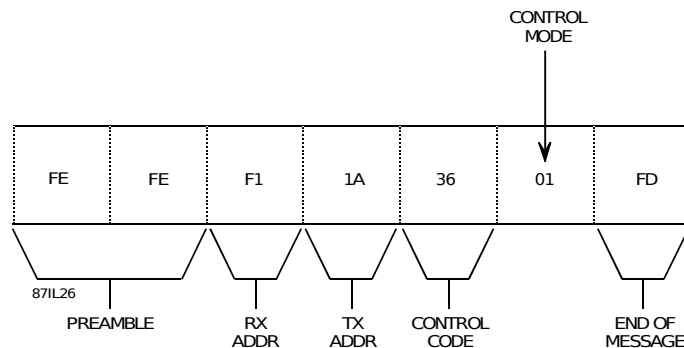 CONTROL
MODE
FE FE F1 1A 36 01 FD
87IL26
PREAMBLE RX TX CONTROL END OF
ADDR ADDR CODE MESSAGE